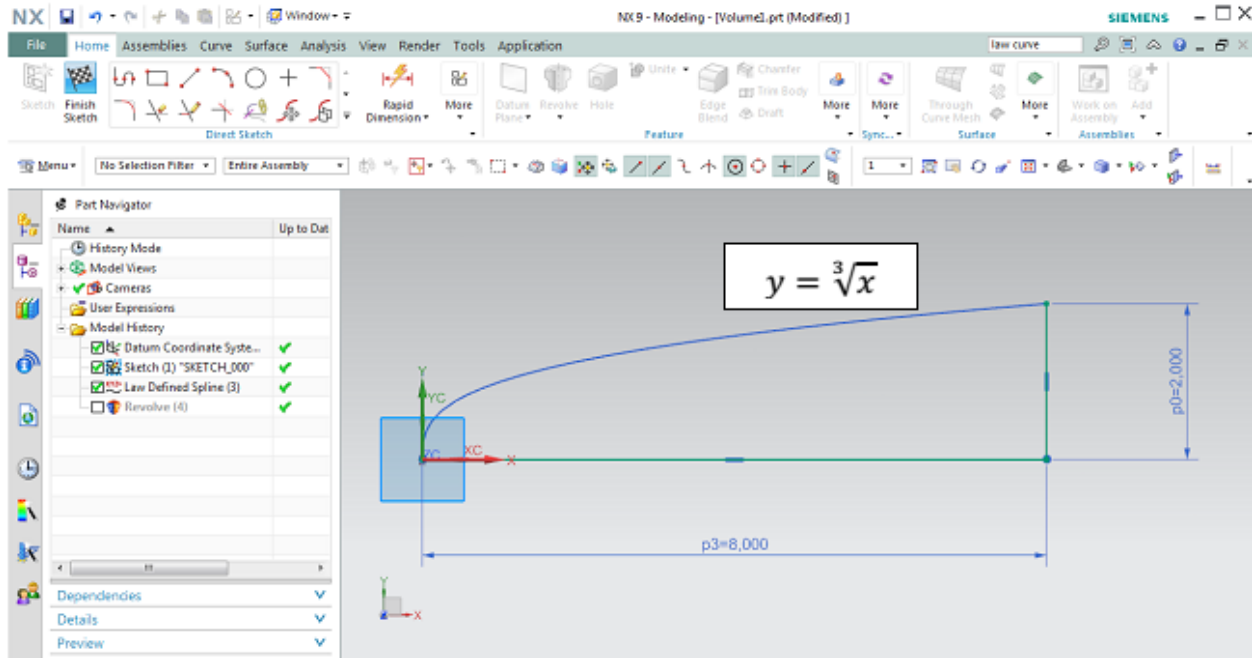 NX Window NX 9 - Modeling - [Volume1.prt (Modified) ] SIEMENS
File Home Assemblies Curve Surface Analysis View Render Tools Application law curve
Sketch Finish Sketch Rapid Dimension More Datum Plane Revolve Hole Unite Edge Blend Chamfer Trim Body Draft More More Through Curve Mesh More Work on Assembly Add
Direct Sketch Feature Sync... Surface Assemblies
Menu No Selection Filter Entire Assembly 1
Part Navigator
Name Up to Dat
History Mode
Model Views
Cameras
User Expressions
Model History
Datum Coordinate Syste...
Sketch (1) "SKETCH_000"
Law Defined Spline (3)
Revolve (4)
Dependencies
Details
Preview
y = ∛x
Y
YC
ZC XC X
p0=2,000
p3=8,000
Y
X